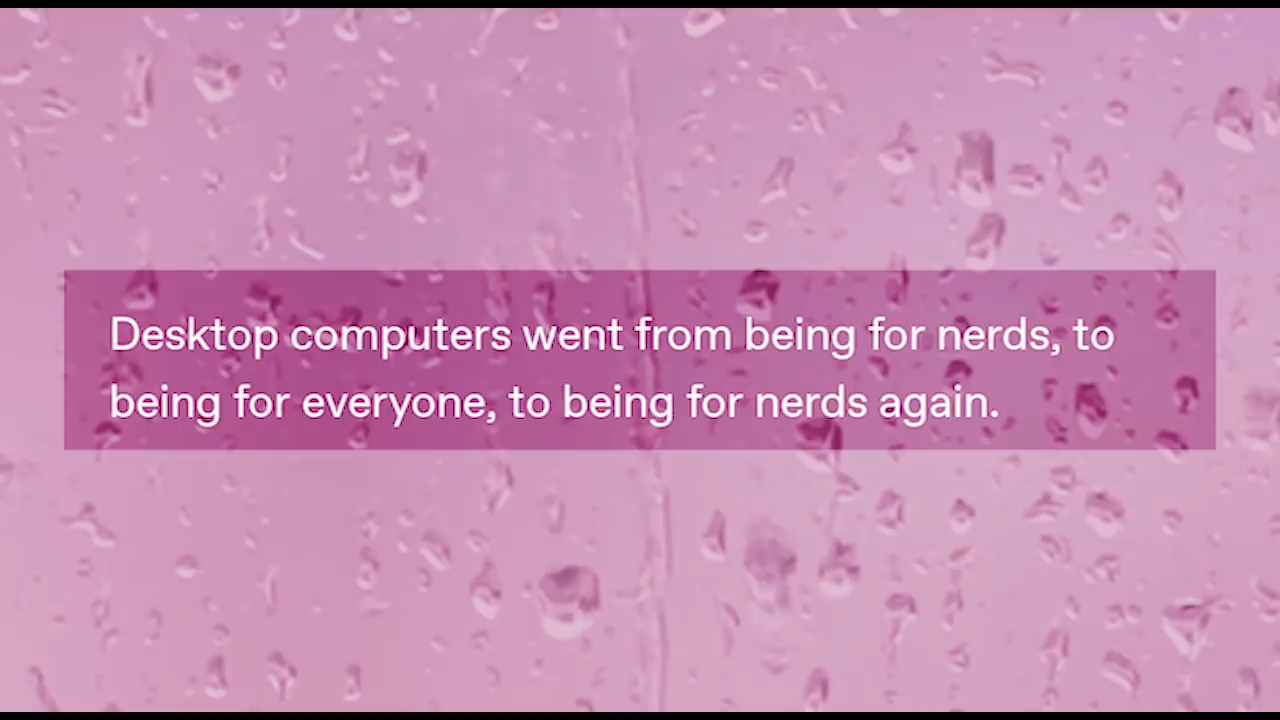 Desktop computers went from being for nerds, to
being for everyone, to being for nerds again.